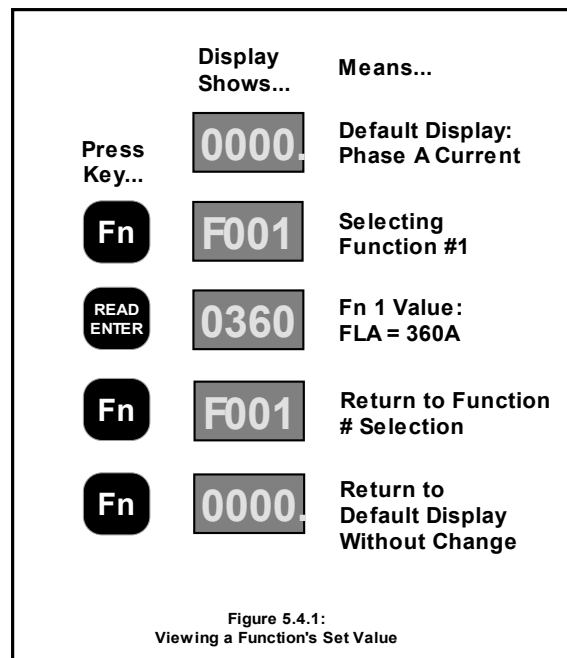 Display
Shows...
Means...
0000.
Default Display:
Phase A Current
Press
Key...
Fn
F001
Selecting
Function #1
READ
ENTER
0360
Fn 1 Value:
FLA = 360A
Fn
F001
Return to Function
# Selection
Fn
0000.
Return to
Default Display
Without Change
Figure 5.4.1:
Viewing a Function's Set Value